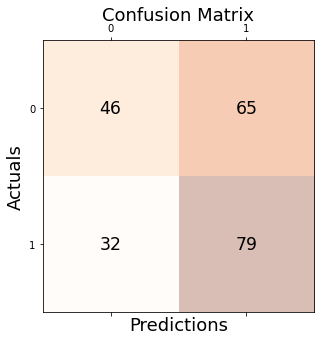 Confusion Matrix
0 1
0 46 65
Actuals
1 32 79
Predictions